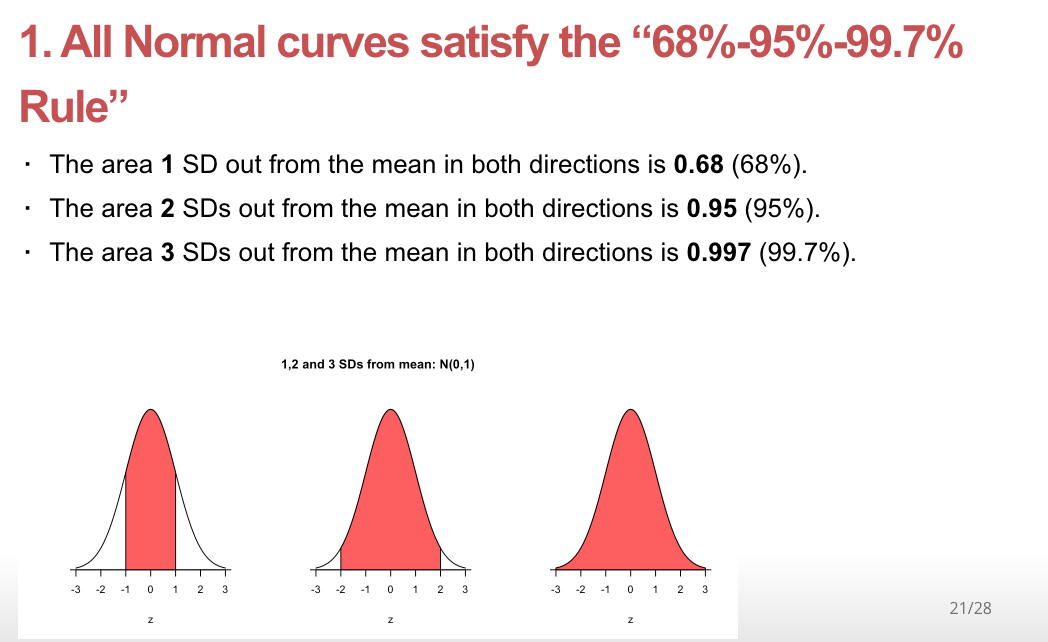 1. All Normal curves satisfy the “68%-95%-99.7%
Rule”
· The area 1 SD out from the mean in both directions is 0.68 (68%).
· The area 2 SDs out from the mean in both directions is 0.95 (95%).
· The area 3 SDs out from the mean in both directions is 0.997 (99.7%).
1,2 and 3 SDs from mean: N(0,1)
-3 -2 -1 0 1 2 3
z
-3 -2 -1 0 1 2 3
z
-3 -2 -1 0 1 2 3
z
21/28